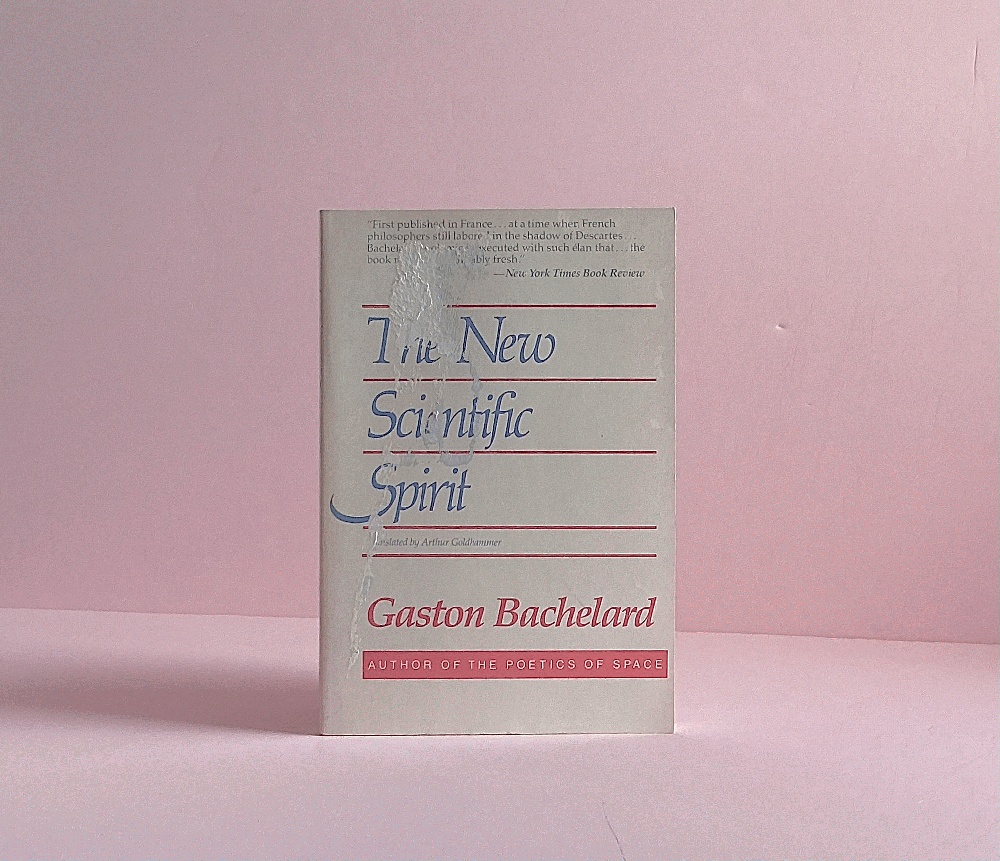 "First published in France... at a time when French
philosophers still labored in the shadow of Descartes...
executed with such élan that... the
book fresh."
—New York Times Book Review
The New
Scientific
Spirit
Translated by Arthur Goldhammer
Gaston Bachelard
AUTHOR OF THE POETICS OF SPACE